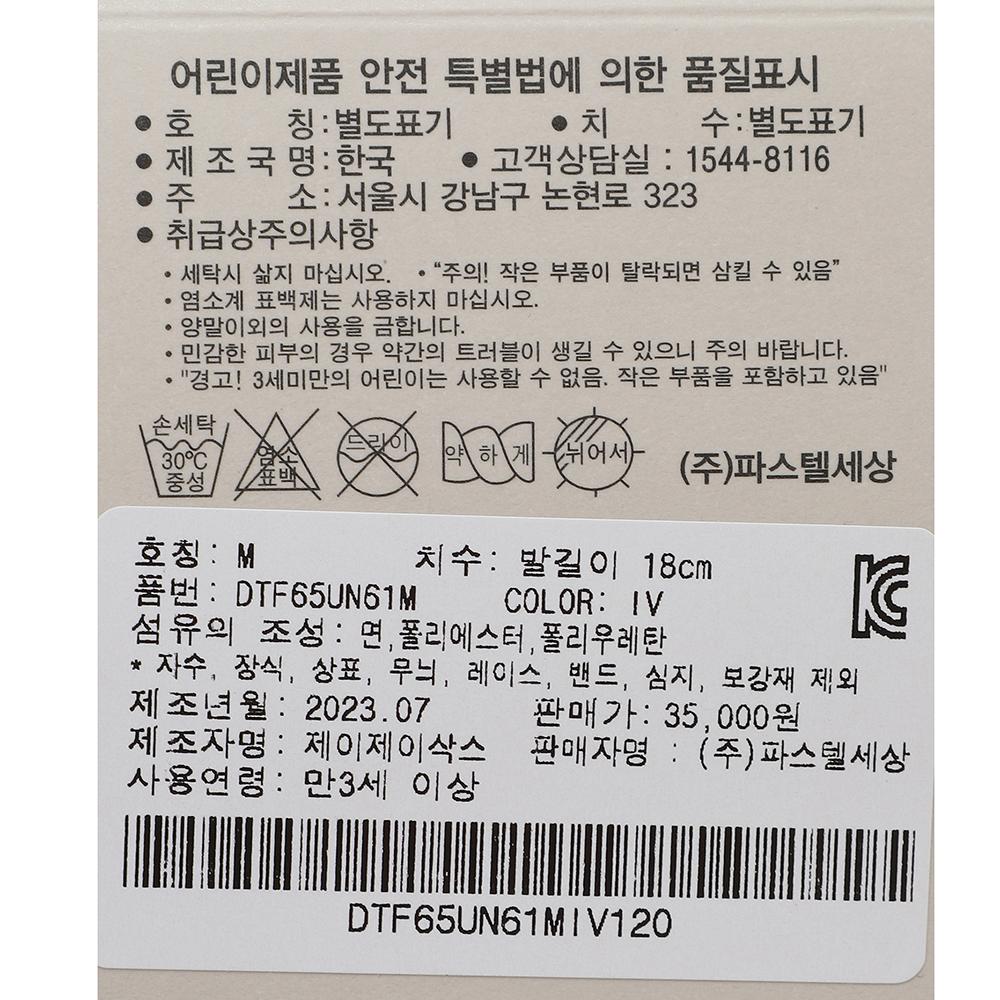 어린이제품 안전 특별법에 의한 품질표시
● 호 칭 : 별도표기 ● 치 수 : 별도표기
● 제 조 국 명 : 한국 ● 고객상담실 : 1544-8116
● 주 소 : 서울시 강남구 논현로 323
● 취급상주의사항
• 세탁시 삶지 마십시오. • “주의! 작은 부품이 탈락되면 삼킬 수 있음”
• 염소계 표백제는 사용하지 마십시오.
• 양말이외의 사용을 금합니다.
• 민감한 피부의 경우 약간의 트러블이 생길 수 있으니 주의 바랍니다.
• "경고! 3세미만의 어린이는 사용할 수 없음. 작은 부품을 포함하고 있음"
손세탁
30℃
중성
염소
표백
드라이
약 하 게
뉘어서
(주)파스텔세상
호칭: M 치수: 발길이 18cm
품번: DTF65UN61M COLOR: IV
섬유의 조성: 면,폴리에스터,폴리우레탄
* 자수, 장식, 상표, 무늬, 레이스, 밴드, 심지, 보강재 제외
제조년월: 2023.07 판매가: 35,000원
제조자명: 제이제이삭스 판매자명 : (주)파스텔세상
사용연령: 만3세 이상
KC
DTF65UN61MIV120